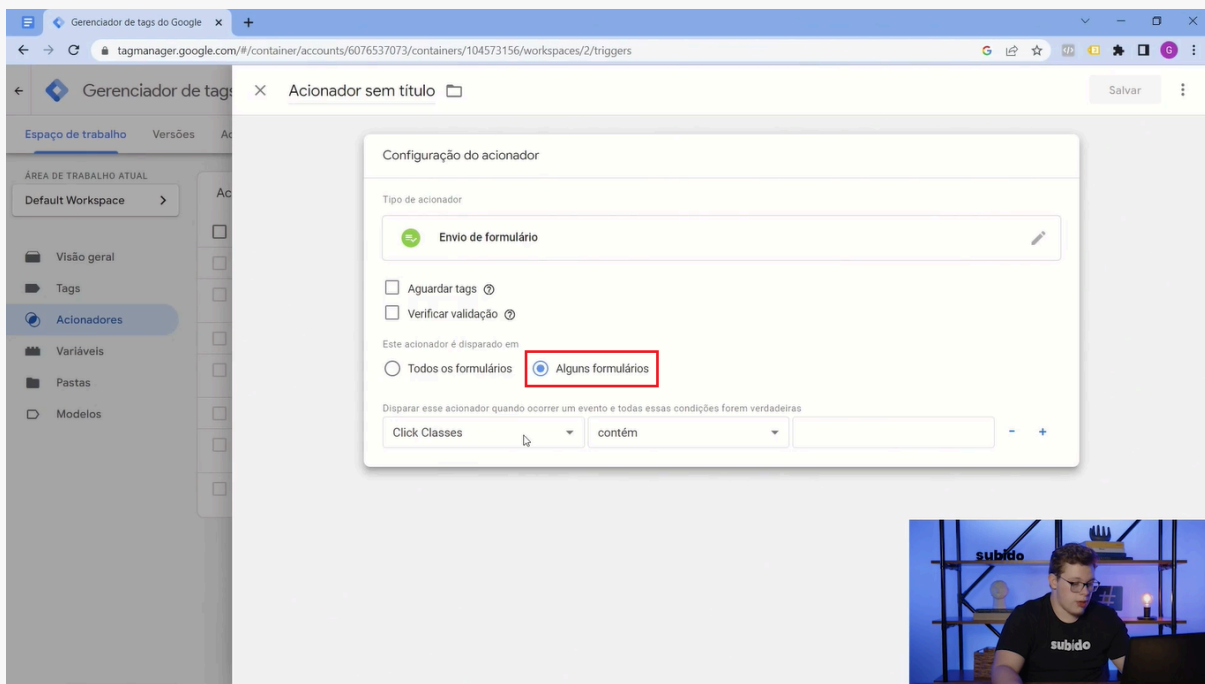 Gerenciador de tags do Google
tagmanager.google.com/#/container/accounts/6076537073/containers/104573156/workspaces/2/triggers
G
Gerenciador de tags
Acionador sem título
Salvar
Espaço de trabalho
Versões
Ad
ÁREA DE TRABALHO ATUAL
Default Workspace
Ac
Visão geral
Tags
Acionadores
Variáveis
Pastas
Modelos
Configuração do acionador
Tipo de acionador
Envio de formulário
Aguardar tags
Verificar validação
Este acionador é disparado em
Todos os formulários
Alguns formulários
Disparar esse acionador quando ocorrer um evento e todas essas condições forem verdadeiras
Click Classes
contém
- +
subido
#
subido